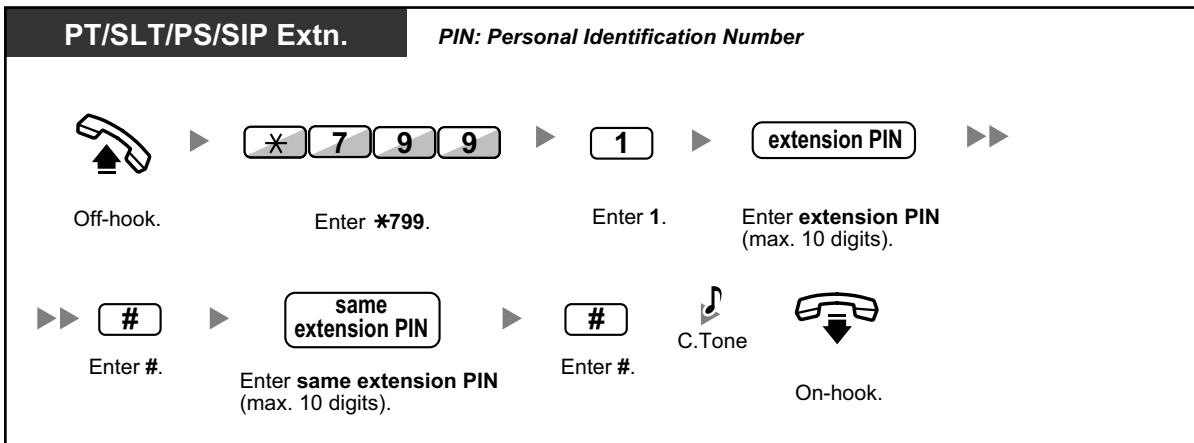 PT/SLT/PS/SIP Extn.
PIN: Personal Identification Number
* 7 9 9
1
extension PIN
Off-hook.
Enter *799.
Enter 1.
Enter extension PIN
(max. 10 digits).
#
same
extension PIN
#
C.Tone
Enter #.
Enter same extension PIN
(max. 10 digits).
Enter #.
On-hook.